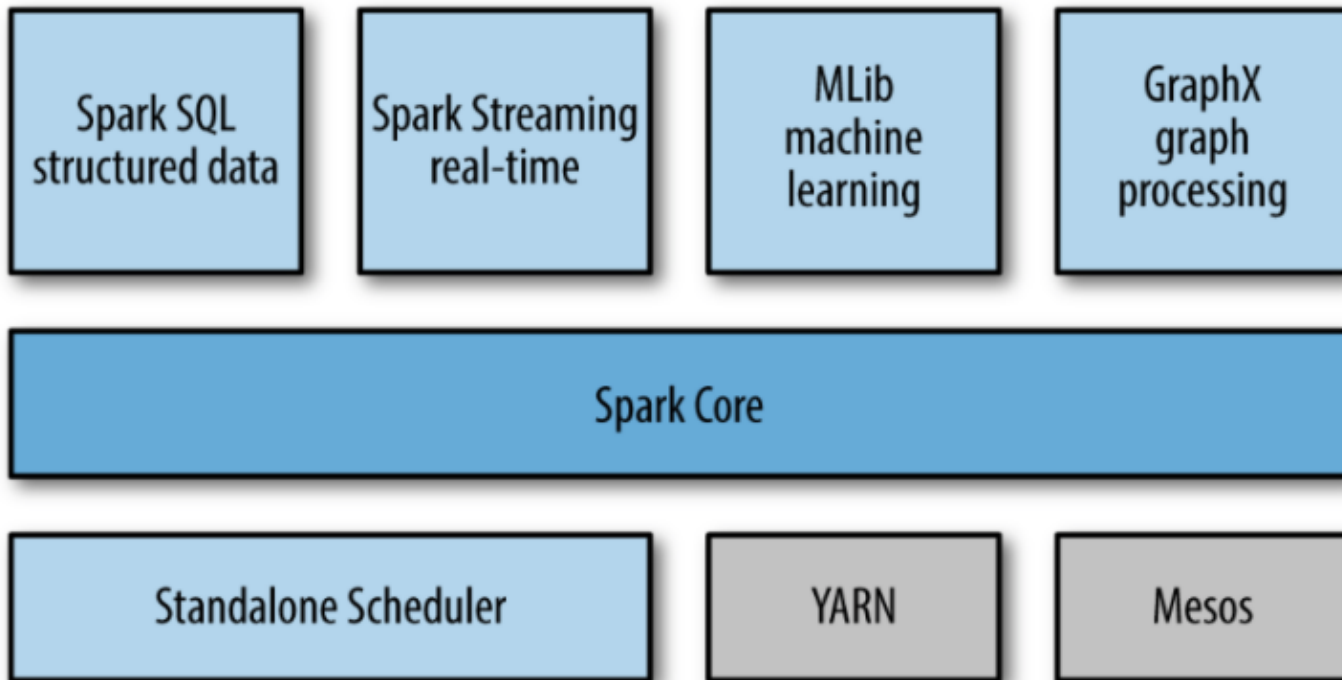 Spark SQL
structured data
Spark Streaming
real-time
MLib
machine
learning
GraphX
graph
processing
Spark Core
Standalone Scheduler
YARN
Mesos